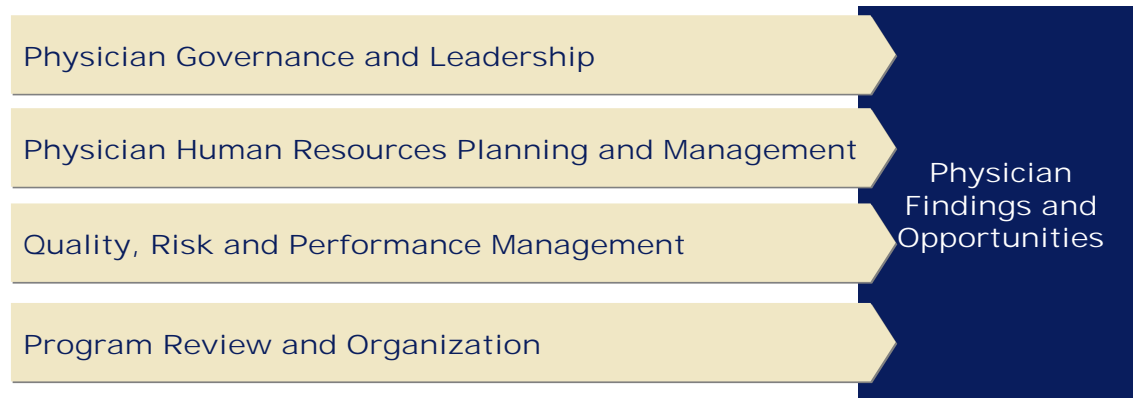 Physician Governance and Leadership
Physician Human Resources Planning and Management
Quality, Risk and Performance Management
Program Review and Organization
Physician
Findings and
Opportunities